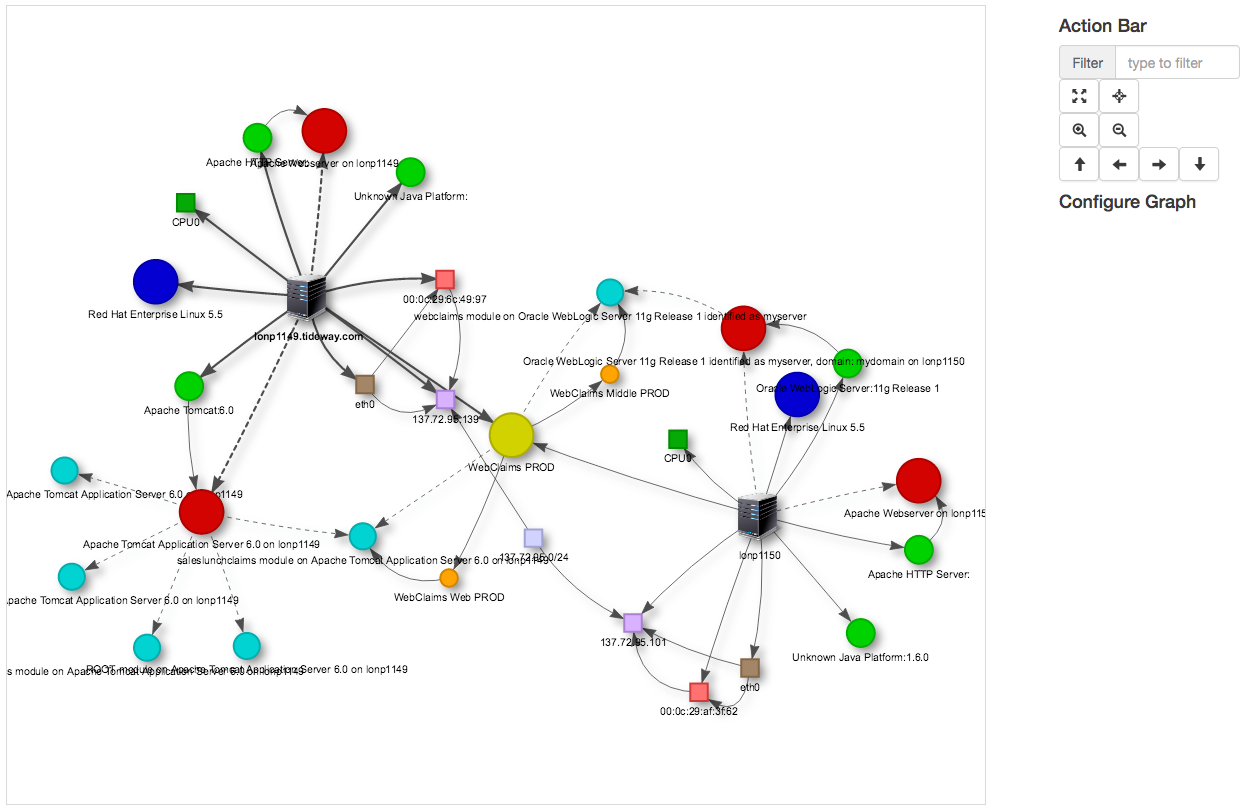 Action Bar
Filter
type to filter
Configure Graph
Apache HTTP Server:
Apache Webserver on lonp1149
Unknown Java Platform:
CPU0
Red Hat Enterprise Linux 5.5
00:0c:29:6c:49:97
webclaims module on Oracle WebLogic Server 11g Release 1 identified as myserver
lonp1149.tideway.com
Oracle WebLogic Server 11g Release 1 identified as myserver, domain: mydomain on lonp1150
Oracle WebLogic Server:11g Release 1
WebClaims Middle PROD
eth0
Apache Tomcat:6.0
137.72.95.139
Red Hat Enterprise Linux 5.5
CPU0
WebClaims PROD
Apache Tomcat Application Server 6.0 on lonp1149
Apache Webserver on lonp115
Apache Tomcat Application Server 6.0 on lonp1149
saleslunchclaims module on Apache Tomcat Application Server 6.0 on lonp1149
137.72.95.0/24
lonp1150
Apache HTTP Server:
WebClaims Web PROD
pache Tomcat Application Server 6.0 on lonp1149
137.72.95.101
Unknown Java Platform:1.6.0
s module on Apache Tomcat Application Server 6.0 on lonp1149
ROOT module on Apache Tomcat Application Server 6.0 on lonp1149
eth0
00:0c:29:af:3f:62